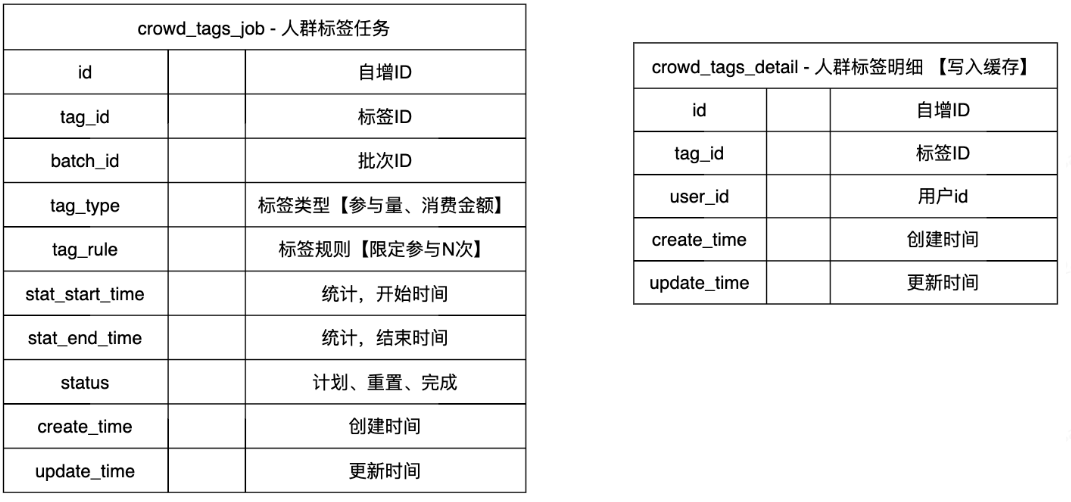 crowd_tags_job - 人群标签任务
id 自增ID
tag_id 标签ID
batch_id 批次ID
tag_type 标签类型【参与量、消费金额】
tag_rule 标签规则【限定参与N次】
stat_start_time 统计，开始时间
stat_end_time 统计，结束时间
status 计划、重置、完成
create_time 创建时间
update_time 更新时间
crowd_tags_detail - 人群标签明细 【写入缓存】
id 自增ID
tag_id 标签ID
user_id 用户id
create_time 创建时间
update_time 更新时间